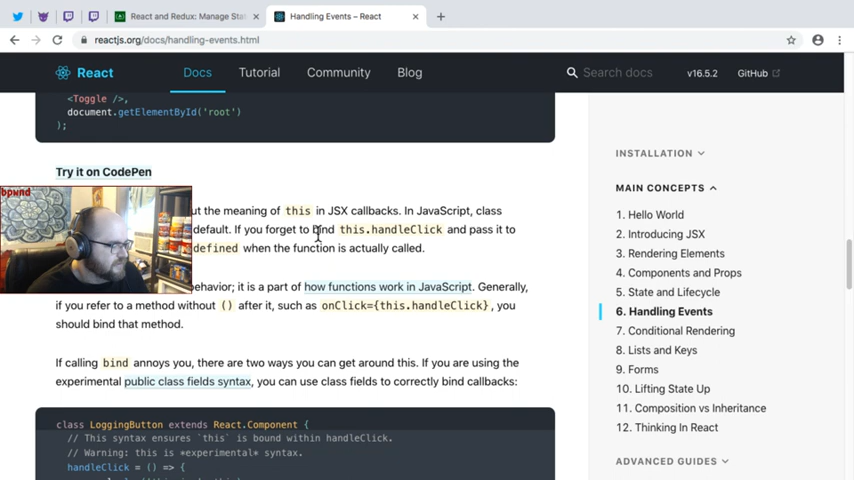 React and Redux: Manage Sta
Handling Events – React
reactjs.org/docs/handling-events.html
React
Docs
Tutorial
Community
Blog
Search docs
v16.5.2
GitHub
<Toggle />,
document.getElementById('root')
);
Try it on CodePen
bpwnd
ut the meaning of this in JSX callbacks. In JavaScript, class
default. If you forget to bind this.handleClick and pass it to
defined when the function is actually called.
ehavior; it is a part of how functions work in JavaScript. Generally,
if you refer to a method without () after it, such as onClick={this.handleClick}, you
should bind that method.
If calling bind annoys you, there are two ways you can get around this. If you are using the
experimental public class fields syntax, you can use class fields to correctly bind callbacks:
class LoggingButton extends React.Component {
// This syntax ensures `this` is bound within handleClick.
// Warning: this is *experimental* syntax.
handleClick = () => {
INSTALLATION
MAIN CONCEPTS
1. Hello World
2. Introducing JSX
3. Rendering Elements
4. Components and Props
5. State and Lifecycle
6. Handling Events
7. Conditional Rendering
8. Lists and Keys
9. Forms
10. Lifting State Up
11. Composition vs Inheritance
12. Thinking In React
ADVANCED GUIDES